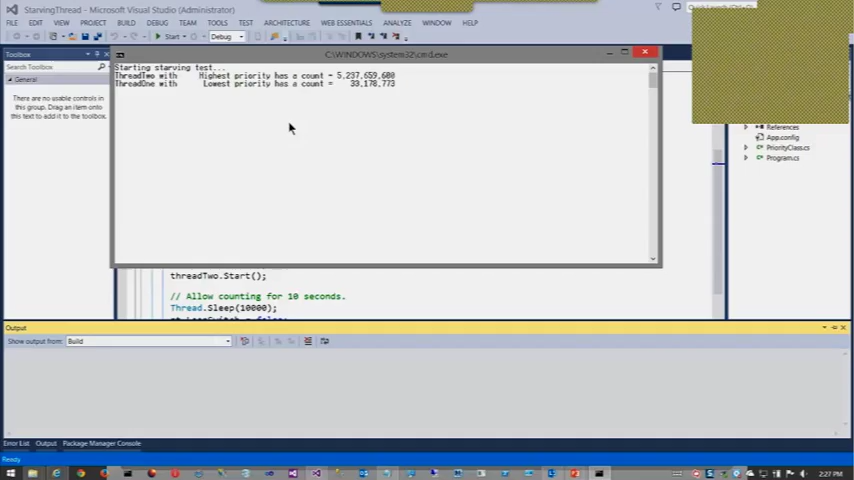 StarvingThread - Microsoft Visual Studio (Administrator)
FILE EDIT VIEW PROJECT BUILD DEBUG TEAM TOOLS TEST ARCHITECTURE WEB ESSENTIALS ANALYZE WINDOW HELP
Start Debug
Toolbox
Search Toolbox
General
There are no usable controls in
this group. Drag an item onto
this text to add it to the toolbox.
C:\WINDOWS\system32\cmd.exe
Starting starving test...
ThreadTwo with Highest priority has a count = 5,237,659,600
ThreadOne with Lowest priority has a count = 39,178,773
References
App.config
PriorityClass.cs
Program.cs
threadTwo.Start();
// Allow counting for 10 seconds.
Thread.Sleep(10000);
Output
Show output from: Build
Error List Output Package Manager Console
Ready
2:27 PM